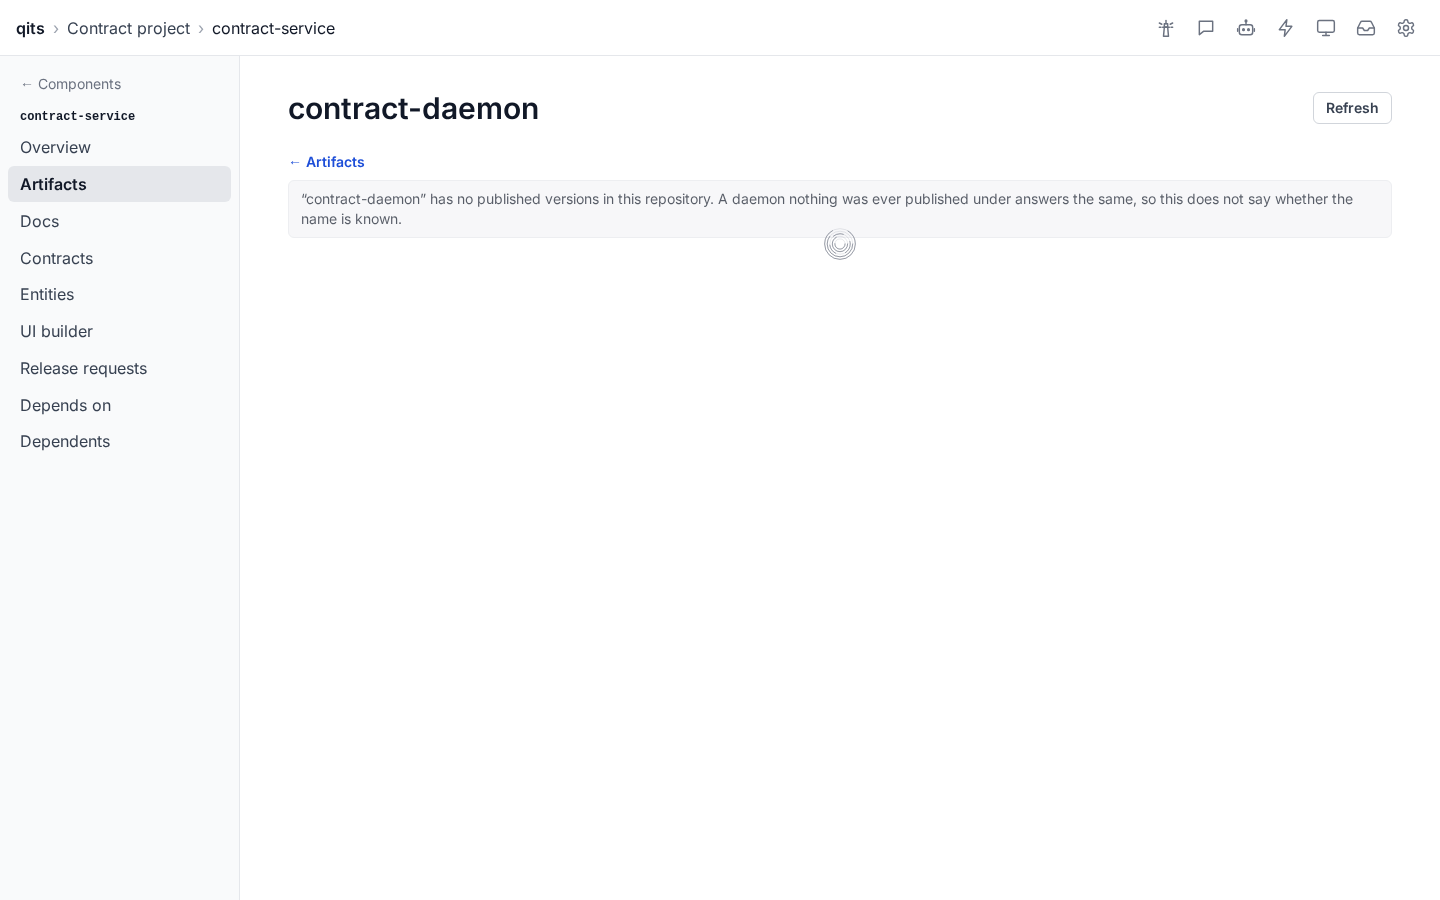 qits › Contract project › contract-service
← Components
contract-service
Overview
Artifacts
Docs
Contracts
Entities
UI builder
Release requests
Depends on
Dependents
contract-daemon
Refresh
← Artifacts
“contract-daemon” has no published versions in this repository. A daemon nothing was ever published under answers the same, so this does not say whether the
name is known.